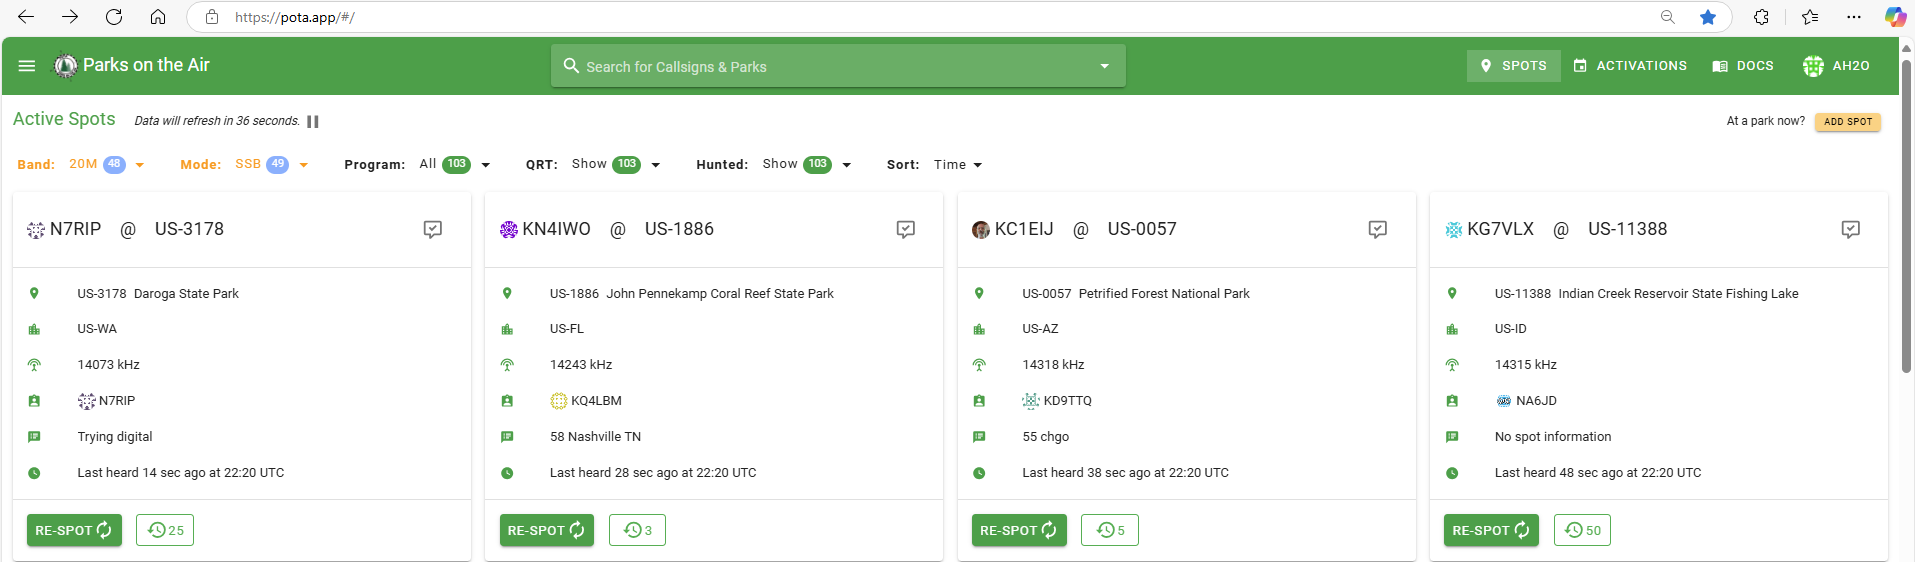 https://pota.app/#/
Parks on the Air
Search for Callsigns & Parks
SPOTS
ACTIVATIONS
DOCS
AH2O
Active Spots
Data will refresh in 36 seconds.
At a park now?
ADD SPOT
Band: 20M 48
Mode: SSB 49
Program: All 103
QRT: Show 103
Hunted: Show 103
Sort: Time
N7RIP @ US-3178
US-3178 Daroga State Park
US-WA
14073 kHz
N7RIP
Trying digital
Last heard 14 sec ago at 22:20 UTC
RE-SPOT 25
KN4IWO @ US-1886
US-1886 John Pennekamp Coral Reef State Park
US-FL
14243 kHz
KQ4LBM
58 Nashville TN
Last heard 28 sec ago at 22:20 UTC
RE-SPOT 3
KC1EIJ @ US-0057
US-0057 Petrified Forest National Park
US-AZ
14318 kHz
KD9TTQ
55 chgo
Last heard 38 sec ago at 22:20 UTC
RE-SPOT 5
KG7VLX @ US-11388
US-11388 Indian Creek Reservoir State Fishing Lake
US-ID
14315 kHz
NA6JD
No spot information
Last heard 48 sec ago at 22:20 UTC
RE-SPOT 50